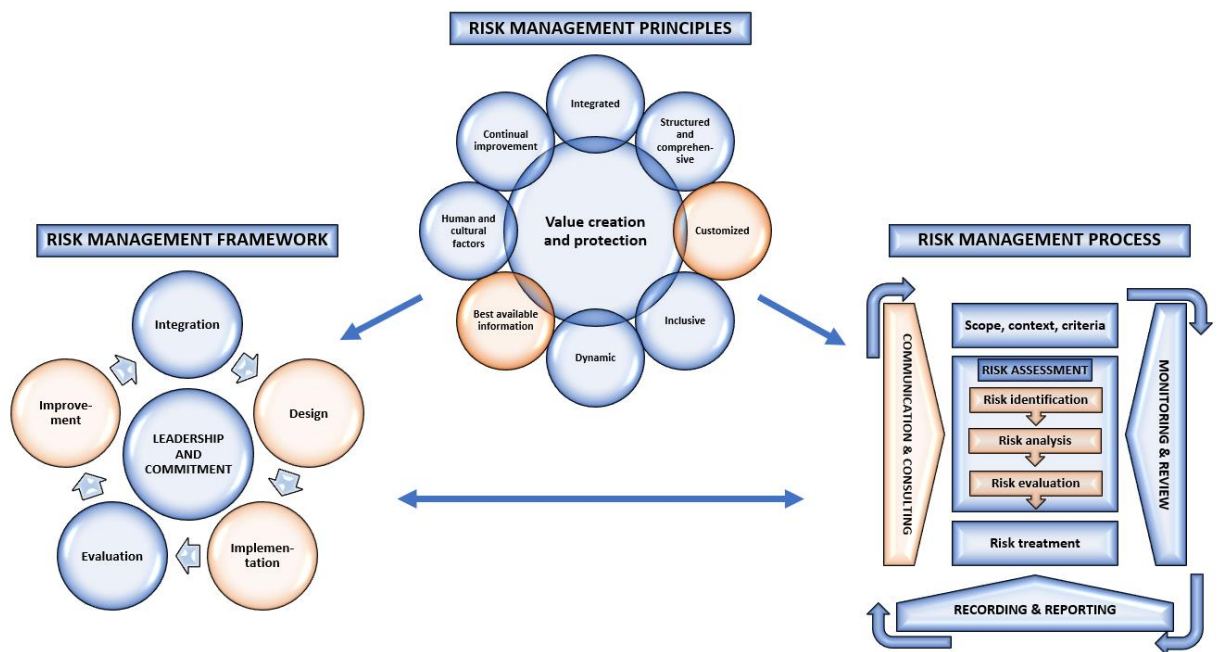 RISK MANAGEMENT PRINCIPLES
Integrated
Structured
and
comprehen-
sive
Customized
Inclusive
Dynamic
Best available
information
Human and
cultural
factors
Continual
improvement
Value creation
and protection
RISK MANAGEMENT FRAMEWORK
Integration
Design
Implemen-
tation
Evaluation
Improve-
ment
LEADERSHIP
AND
COMMITMENT
RISK MANAGEMENT PROCESS
COMMUNICATION & CONSULTING
Scope, context, criteria
RISK ASSESSMENT
Risk identification
Risk analysis
Risk evaluation
Risk treatment
MONITORING & REVIEW
RECORDING & REPORTING